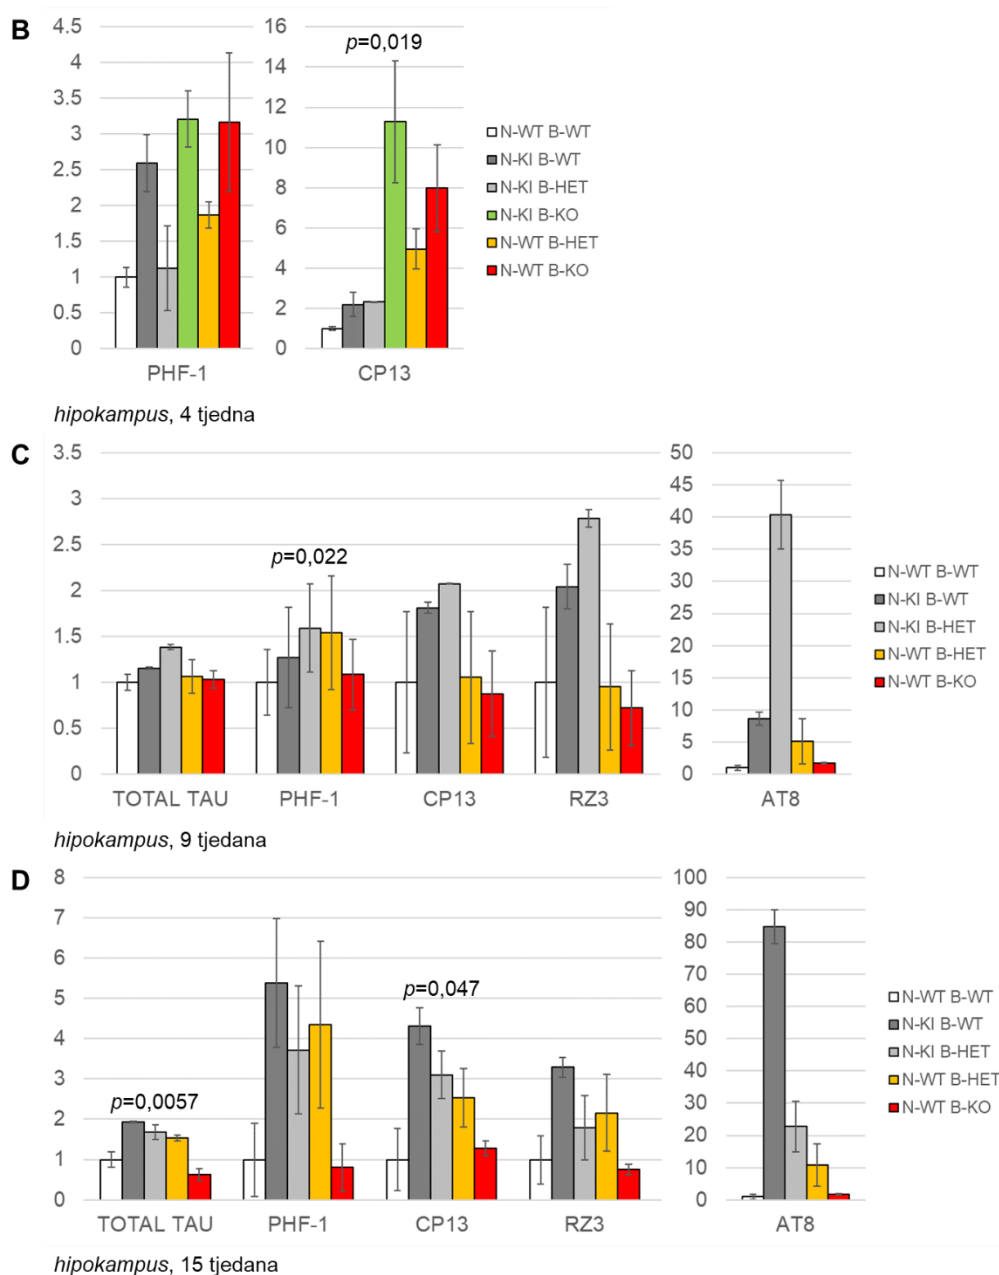 B
4.5
4
3.5
3
2.5
2
1.5
1
0.5
0
PHF-1
16
14
12
10
8
6
4
2
0
p=0,019
CP13
N-WT B-WT
N-KI B-WT
N-KI B-HET
N-KI B-KO
N-WT B-HET
N-WT B-KO
hipokampus, 4 tjedna
C
3.5
3
2.5
2
1.5
1
0.5
0
p=0,022
TOTAL TAU
PHF-1
CP13
RZ3
50
45
40
35
30
25
20
15
10
5
0
AT8
N-WT B-WT
N-KI B-WT
N-KI B-HET
N-WT B-HET
N-WT B-KO
hipokampus, 9 tjedana
D
8
7
6
5
4
3
2
1
0
p=0,0057
p=0,047
TOTAL TAU
PHF-1
CP13
RZ3
100
90
80
70
60
50
40
30
20
10
0
AT8
N-WT B-WT
N-KI B-WT
N-KI B-HET
N-WT B-HET
N-WT B-KO
hipokampus, 15 tjedana